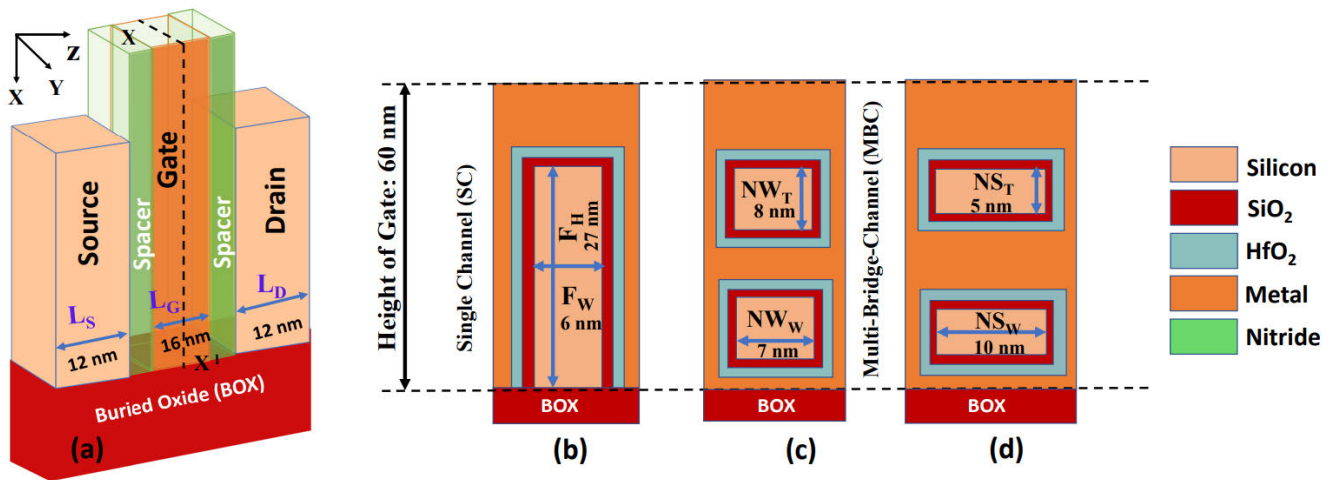 X
Z
X
Y
Source
Spacer
Gate
Spacer
Drain
L_S
L_G
L_D
12 nm
16 nm
12 nm
X^1
Buried Oxide (BOX)
(a)
Height of Gate: 60 nm
Single Channel (SC)
F_H
27 nm
F_W
6 nm
BOX
(b)
NW_T
8 nm
NW_W
7 nm
BOX
(c)
Multi-Bridge-Channel (MBC)
NS_T
5 nm
NS_W
10 nm
BOX
(d)
Silicon
SiO₂
HfO₂
Metal
Nitride